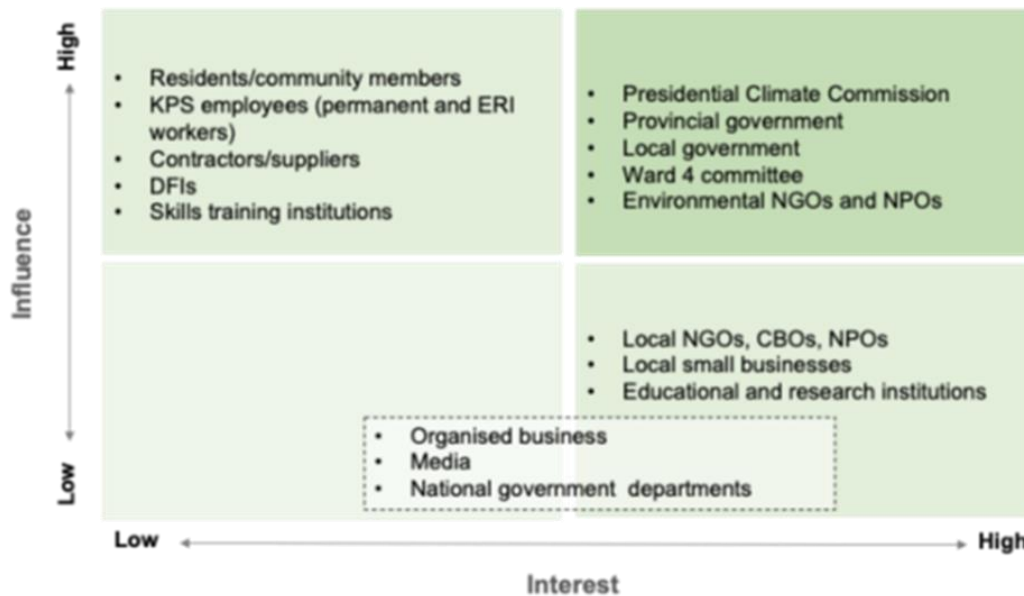 High
• Residents/community members
• KPS employees (permanent and ERI
workers)
• Contractors/suppliers
• DFIs
• Skills training institutions
• Presidential Climate Commission
• Provincial government
• Local government
• Ward 4 committee
• Environmental NGOs and NPOs
Influence
• Local NGOs, CBOs, NPOs
• Local small businesses
• Educational and research institutions
• Organised business
• Media
• National government departments
Low
Low
High
Interest